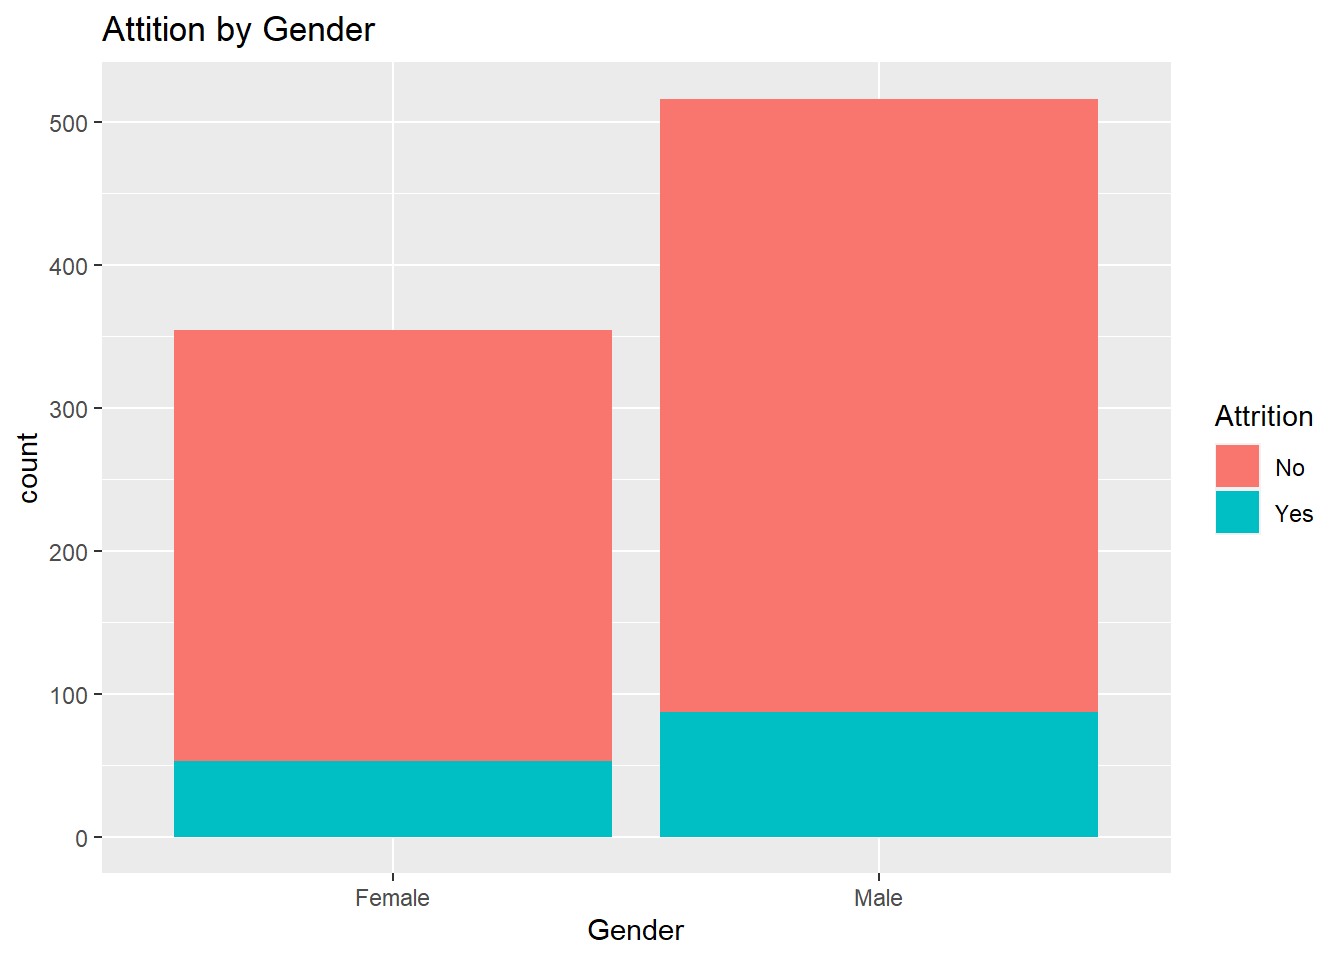 Attition by Gender
500
400
300
200
100
0
count
Female
Male
Gender
Attrition
No
Yes